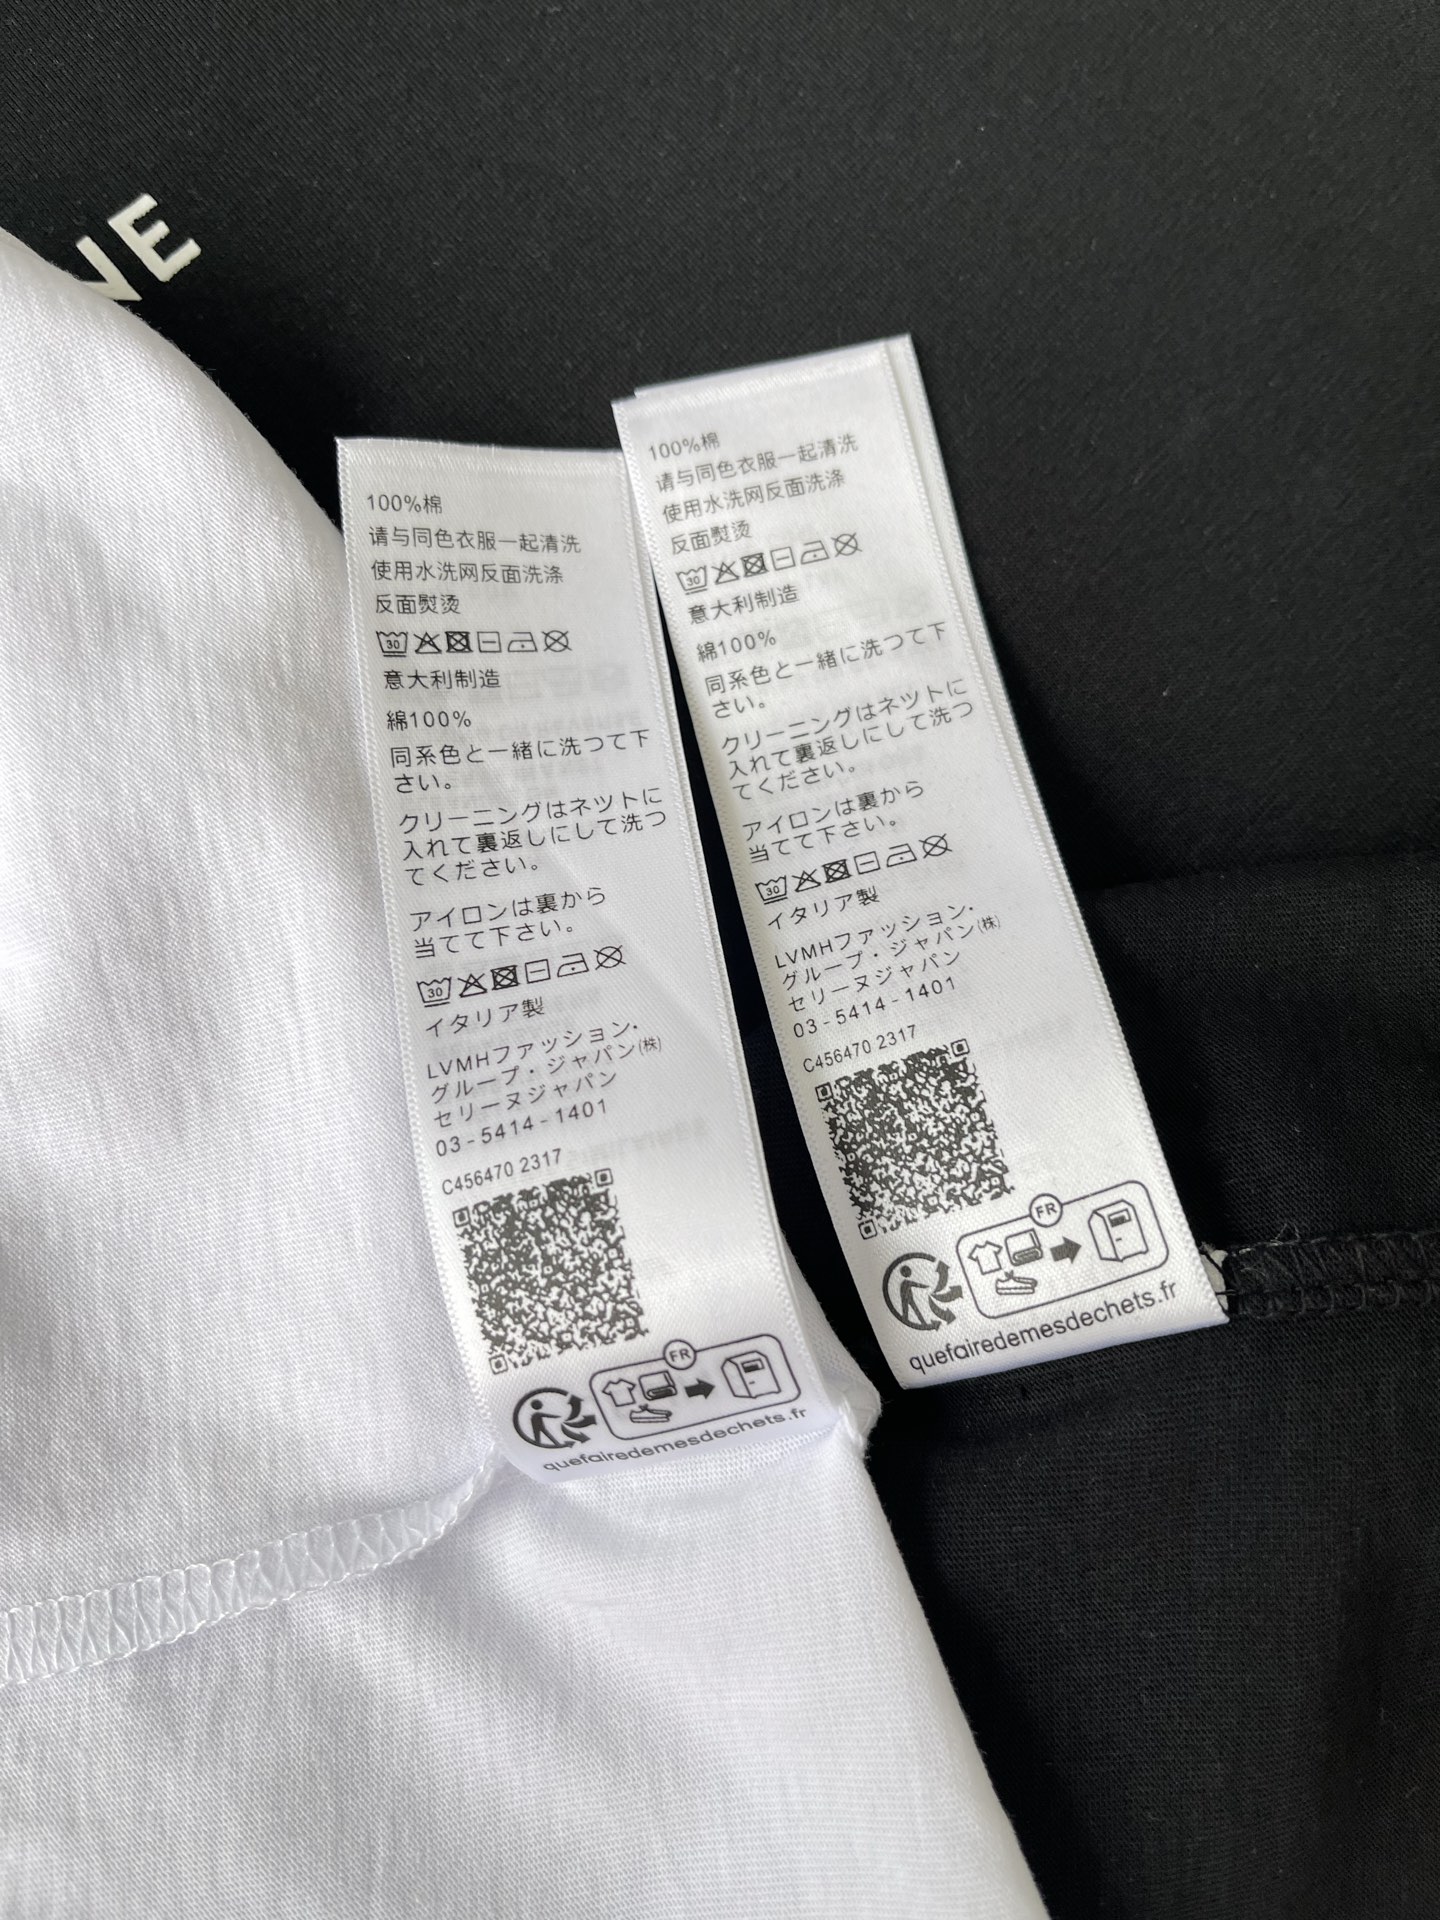 VE
100%棉
请与同色衣服一起清洗
使用水洗网反面洗涤
反面熨烫
30
意大利制造
綿100%
同系色と一緒に洗つて下
さい。
クリーニングはネツトに
入れて裏返しにして洗つ
てください。
アイロンは裏から
当てて下さい。
30
イタリア製
LVMHファッション・
グループ・ジャパン(株)
セリーヌジャパン
03-5414-1401
C456470 2317
FR
quefairedemesdechets.fr
100%棉
请与同色衣服一起清洗
使用水洗网反面洗涤
反面熨烫
30
意大利制造
綿100%
同系色と一緒に洗つて下
さい。
クリーニングはネツトに
入れて裏返しにして洗つ
てください。
アイロンは裏から
当てて下さい。
30
イタリア製
LVMHファッション・
グループ・ジャパン(株)
セリーヌジャパン
03-5414-1401
C456470 2317
FR
quefairedemesdechets.fr